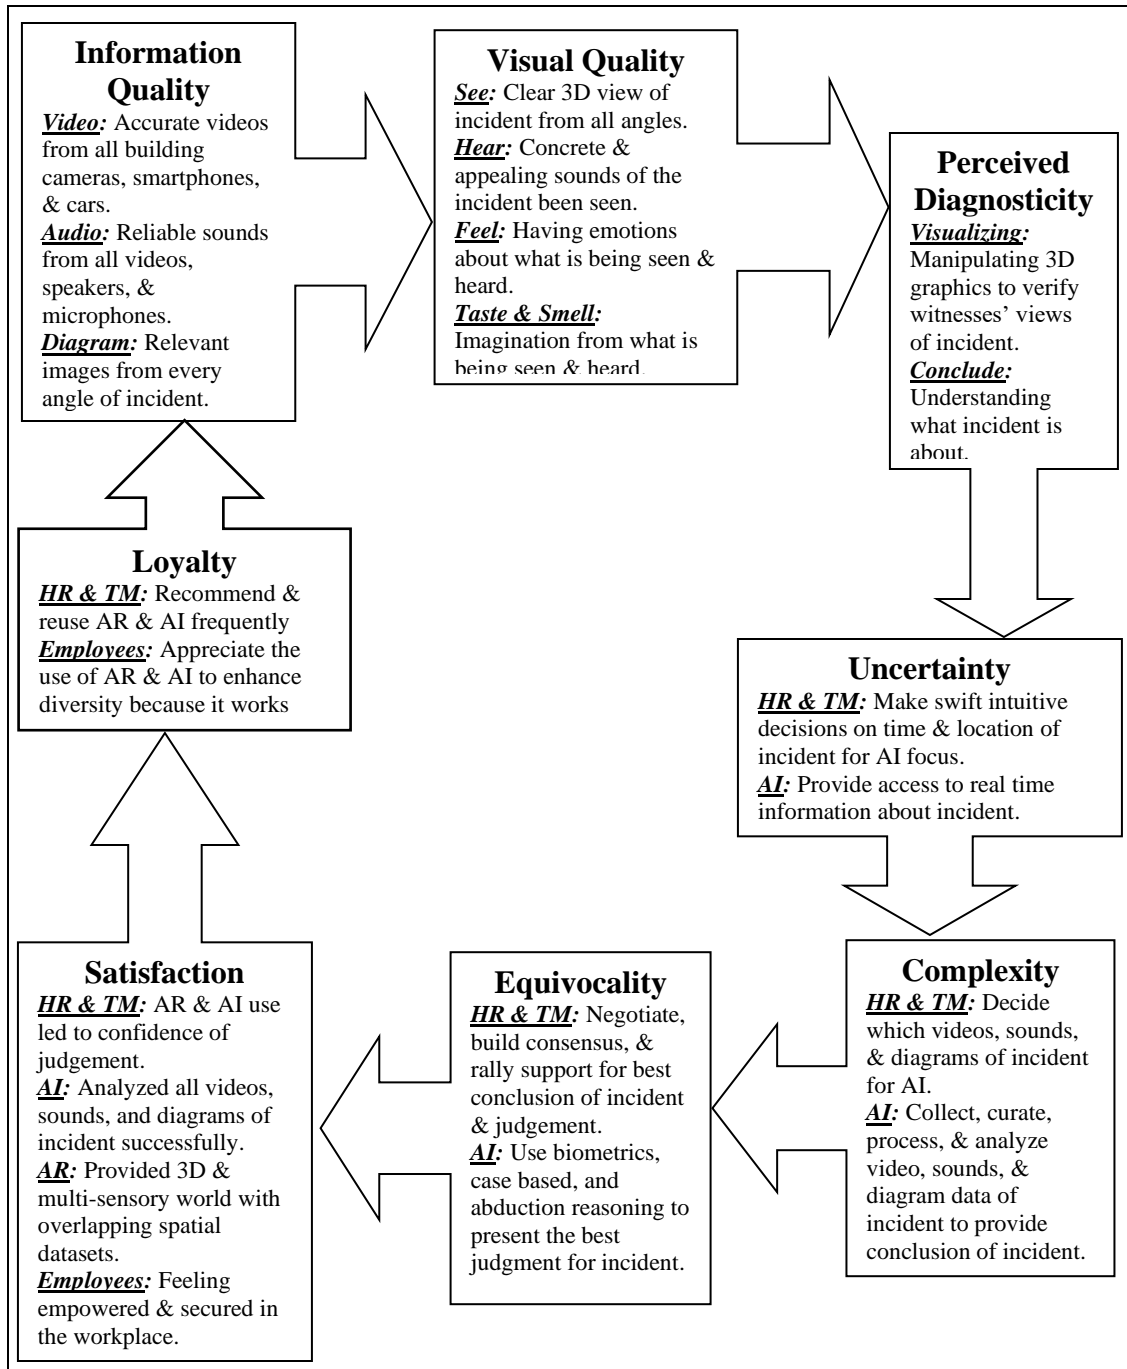 Information
Quality
Video: Accurate videos
from all building
cameras, smartphones,
& cars.
Audio: Reliable sounds
from all videos,
speakers, &
microphones.
Diagram: Relevant
images from every
angle of incident.
Visual Quality
See: Clear 3D view of
incident from all angles.
Hear: Concrete &
appealing sounds of the
incident been seen.
Feel: Having emotions
about what is being seen &
heard.
Taste & Smell:
Imagination from what is
being seen & heard.
Perceived
Diagnosticity
Visualizing:
Manipulating 3D
graphics to verify
witnesses’ views
of incident.
Conclude:
Understanding
what incident is
about.
Uncertainty
HR & TM: Make swift intuitive
decisions on time & location of
incident for AI focus.
AI: Provide access to real time
information about incident.
Complexity
HR & TM: Decide
which videos, sounds,
& diagrams of incident
for AI.
AI: Collect, curate,
process, & analyze
video, sounds, &
diagram data of
incident to provide
conclusion of incident.
Equivocality
HR & TM: Negotiate,
build consensus, &
rally support for best
conclusion of incident
& judgement.
AI: Use biometrics,
case based, and
abduction reasoning to
present the best
judgment for incident.
Satisfaction
HR & TM: AR & AI use
led to confidence of
judgement.
AI: Analyzed all videos,
sounds, and diagrams of
incident successfully.
AR: Provided 3D &
multi-sensory world with
overlapping spatial
datasets.
Employees: Feeling
empowered & secured in
the workplace.
Loyalty
HR & TM: Recommend &
reuse AR & AI frequently
Employees: Appreciate the
use of AR & AI to enhance
diversity because it works